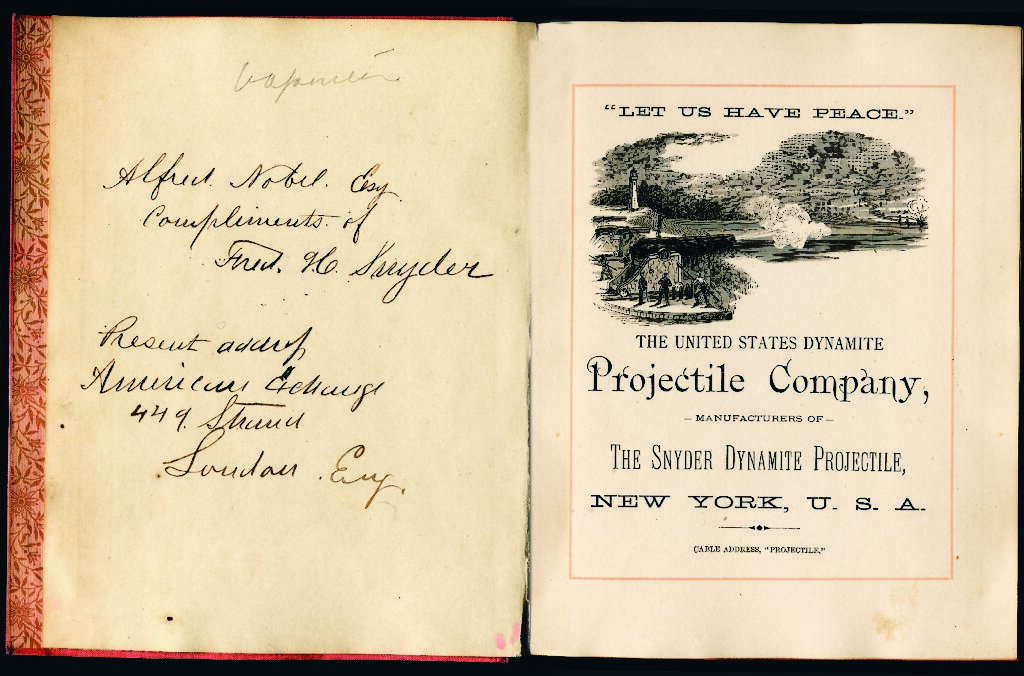 Alfred. Nobel. Esq
Compliments of
Fred. H. Snyder
Present address
American Exchange
449. Strand
London. Eng.
"LET US HAVE PEACE."
THE UNITED STATES DYNAMITE
Projectile Company,
– MANUFACTURERS OF –
THE SNYDER DYNAMITE PROJECTILE,
NEW YORK, U. S. A.
CABLE ADDRESS, "PROJECTILE."